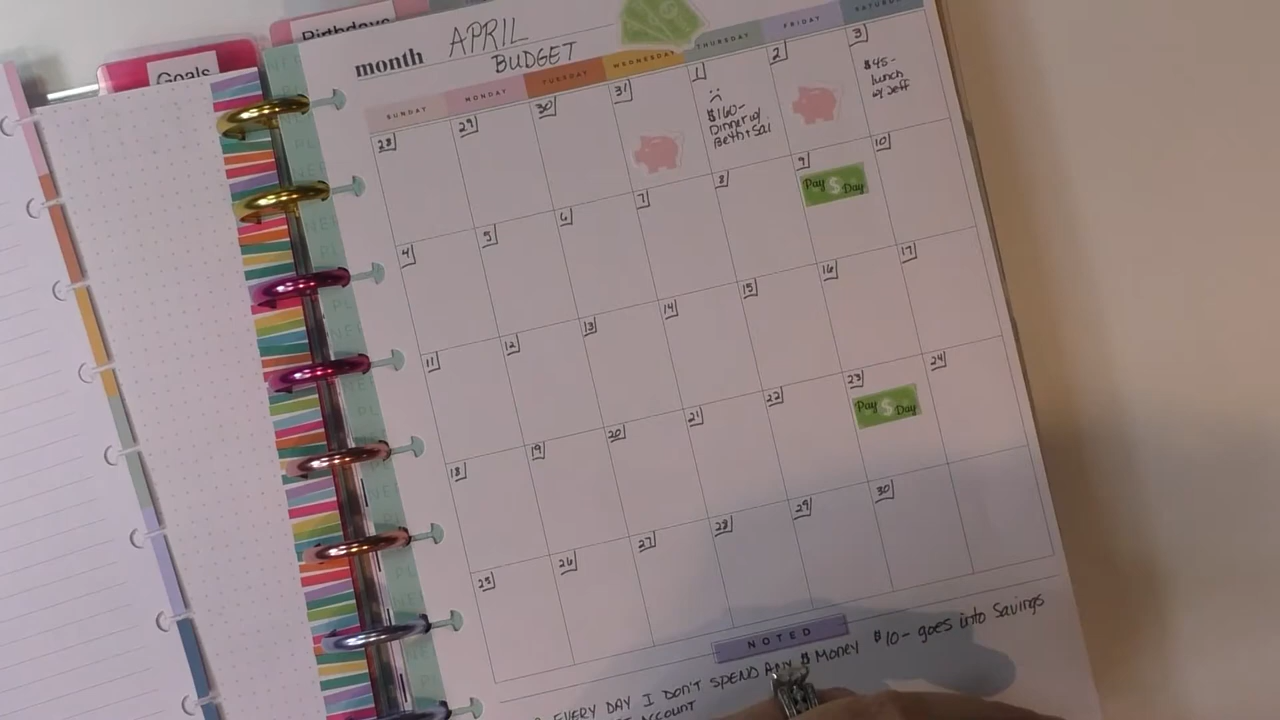 Birthdays
Goals
month APRIL
BUDGET
SUNDAY MONDAY TUESDAY WEDNESDAY THURSDAY FRIDAY SATURDAY
28 29 30 31 1 2 3
$160-
Dinner w/
Beth + Sal
$45-
lunch
w/ Jeff
4 5 6 7 8 9 10
Pay $ Day
11 12 13 14 15 16 17
18 19 20 21 22 23 24
Pay $ Day
25 26 27 28 29 30
NOTED
EVERY DAY I DON'T SPEND ANY $ Money $10- goes into Savings
Account